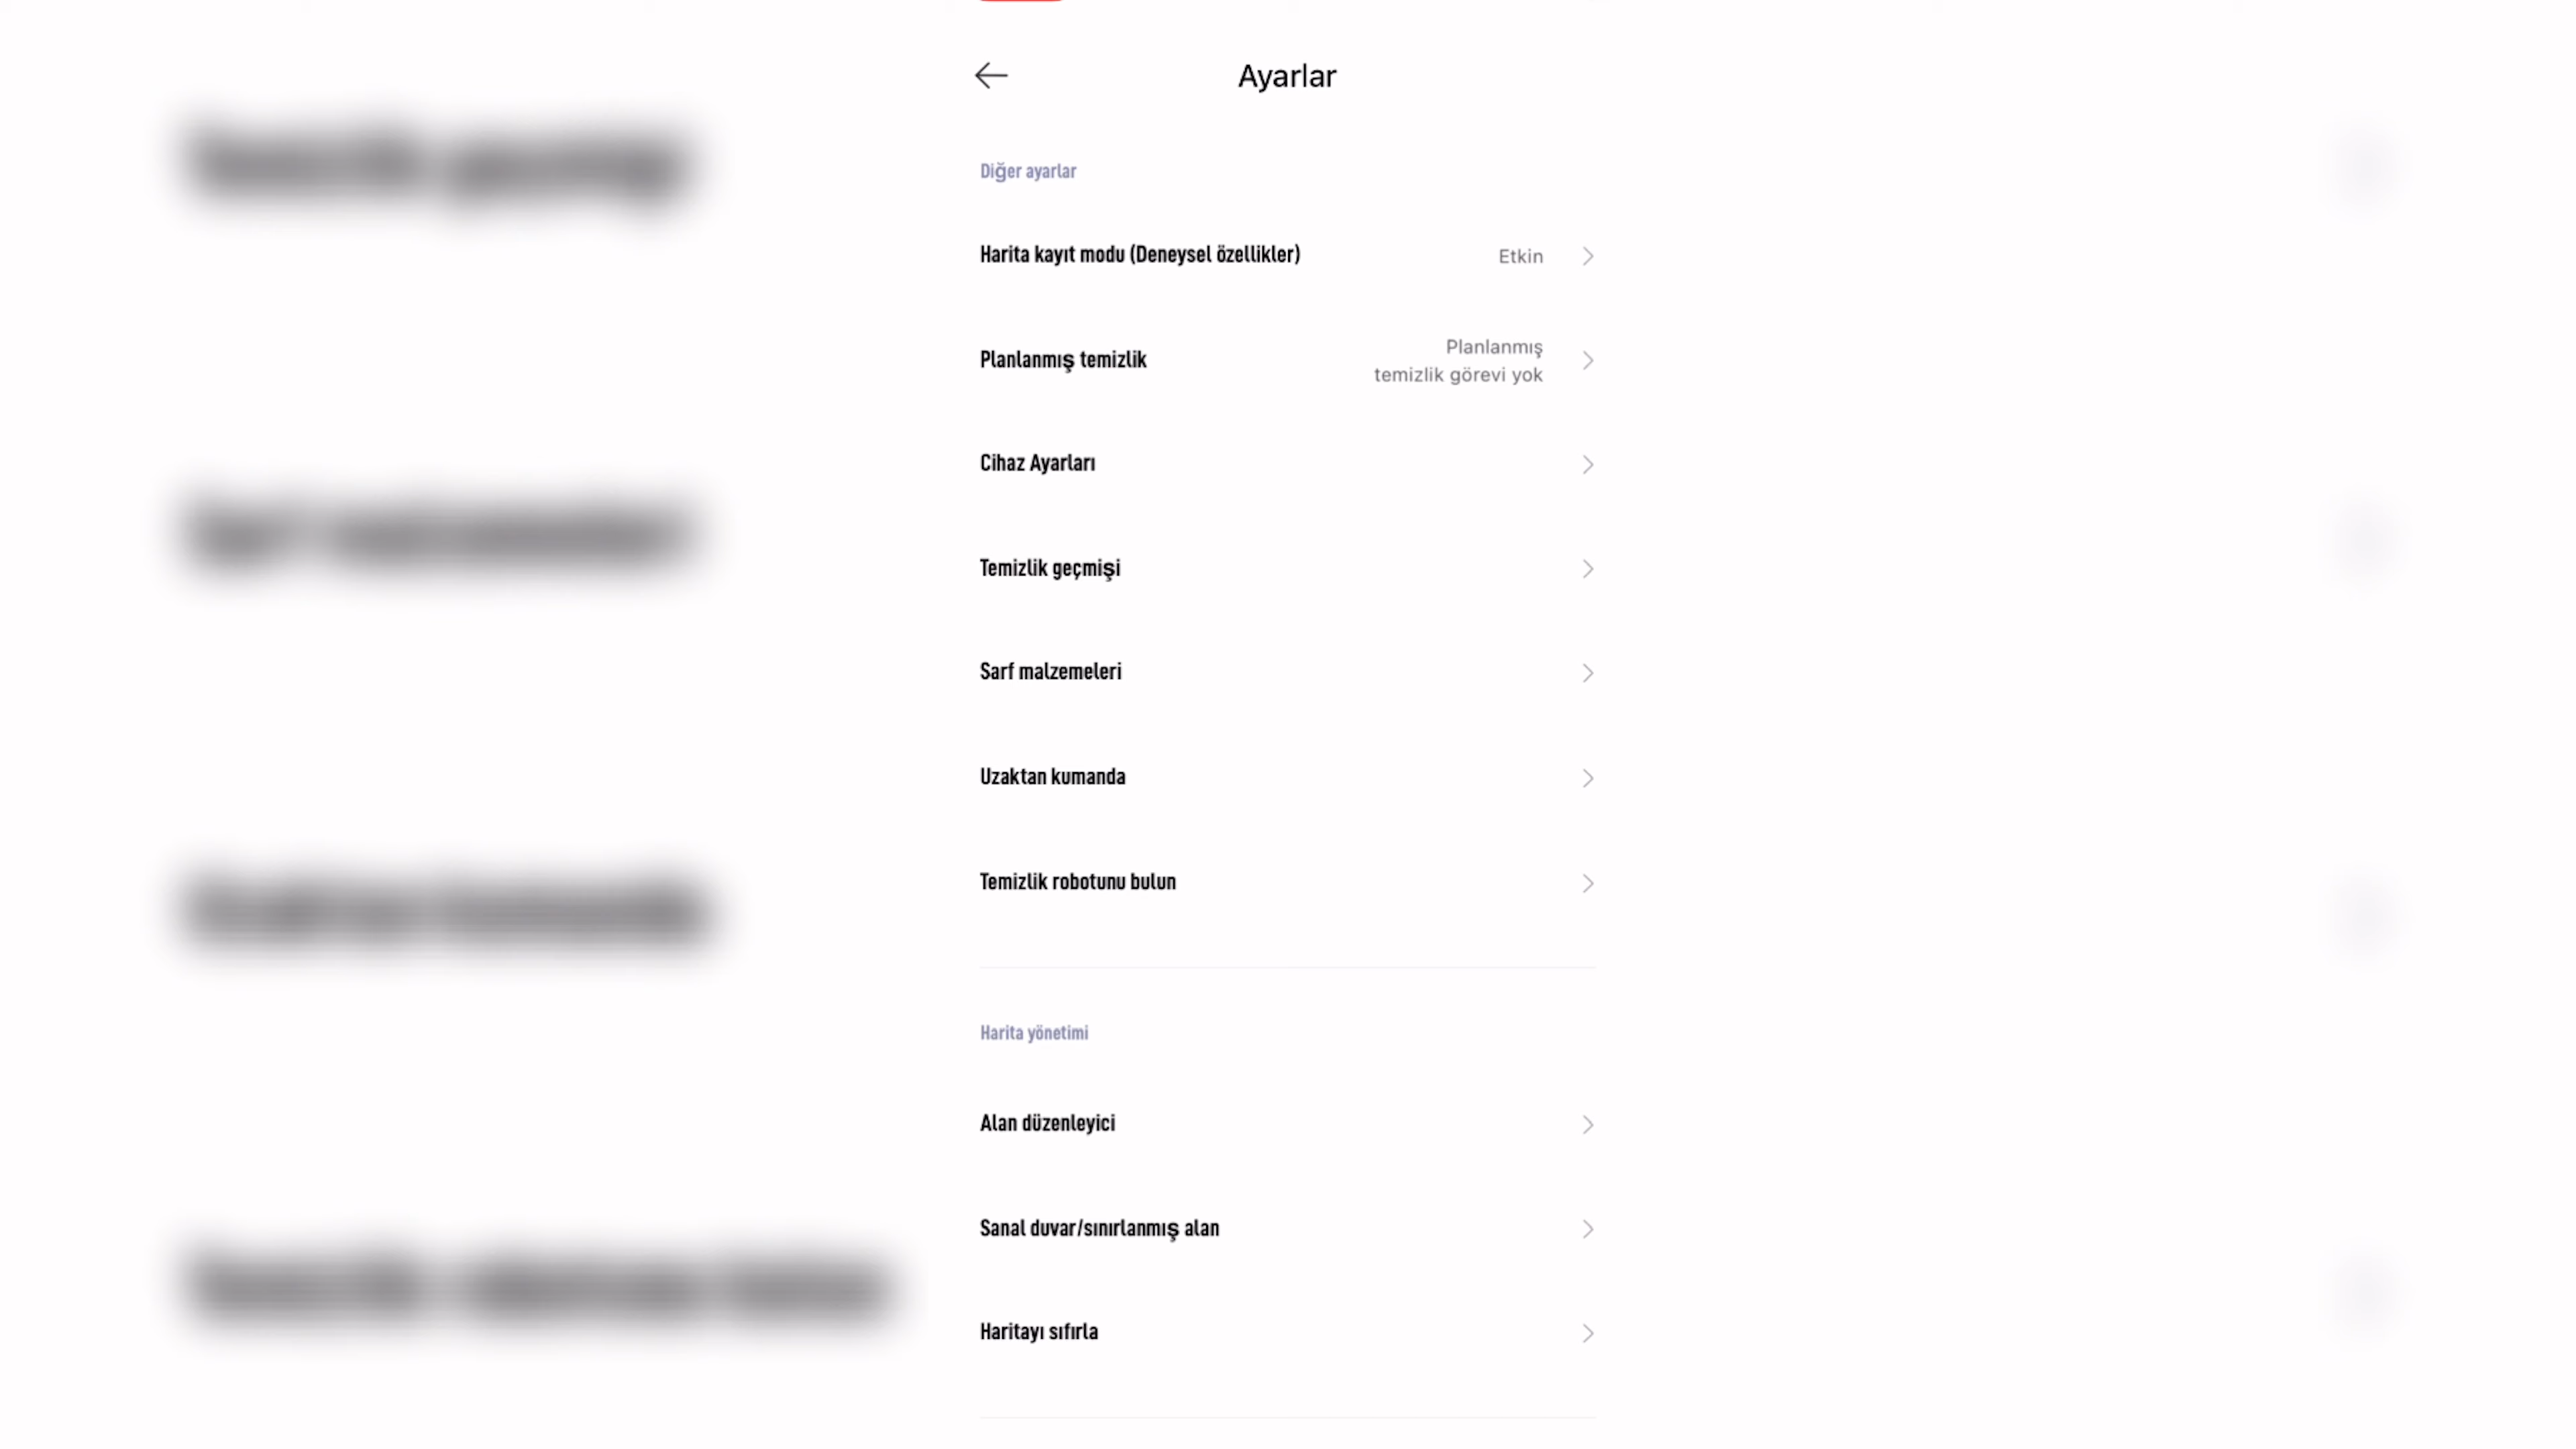 Ayarlar
Diğer ayarlar
Harita kayıt modu (Deneysel özellikler)
Etkin
Planlanmış temizlik
Planlanmış
temizlik görevi yok
Cihaz Ayarları
Temizlik geçmişi
Sarf malzemeleri
Uzaktan kumanda
Temizlik robotunu bulun
Harita yönetimi
Alan düzenleyici
Sanal duvar/sınırlanmış alan
Haritayı sıfırla